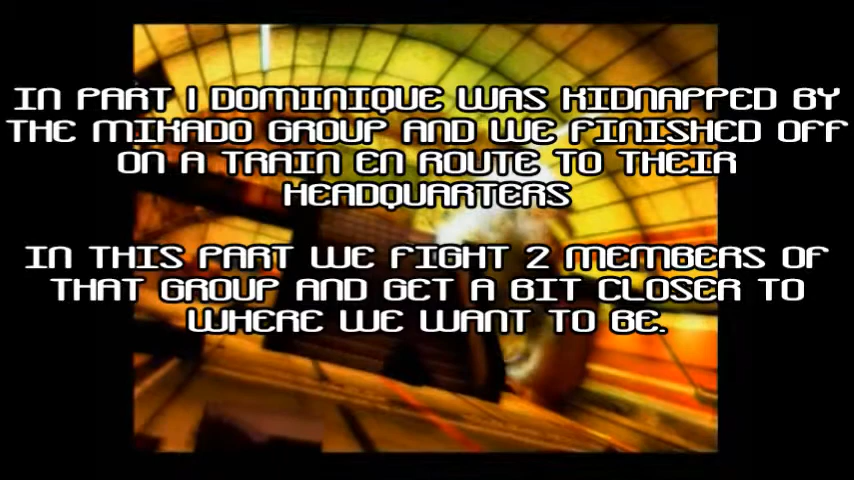 IN PART 1 DOMINIQUE WAS KIDNAPPED BY
THE MIKADO GROUP AND WE FINISHED OFF
ON A TRAIN EN ROUTE TO THEIR
HEADQUARTERS
IN THIS PART WE FIGHT 2 MEMBERS OF
THAT GROUP AND GET A BIT CLOSER TO
WHERE WE WANT TO BE.